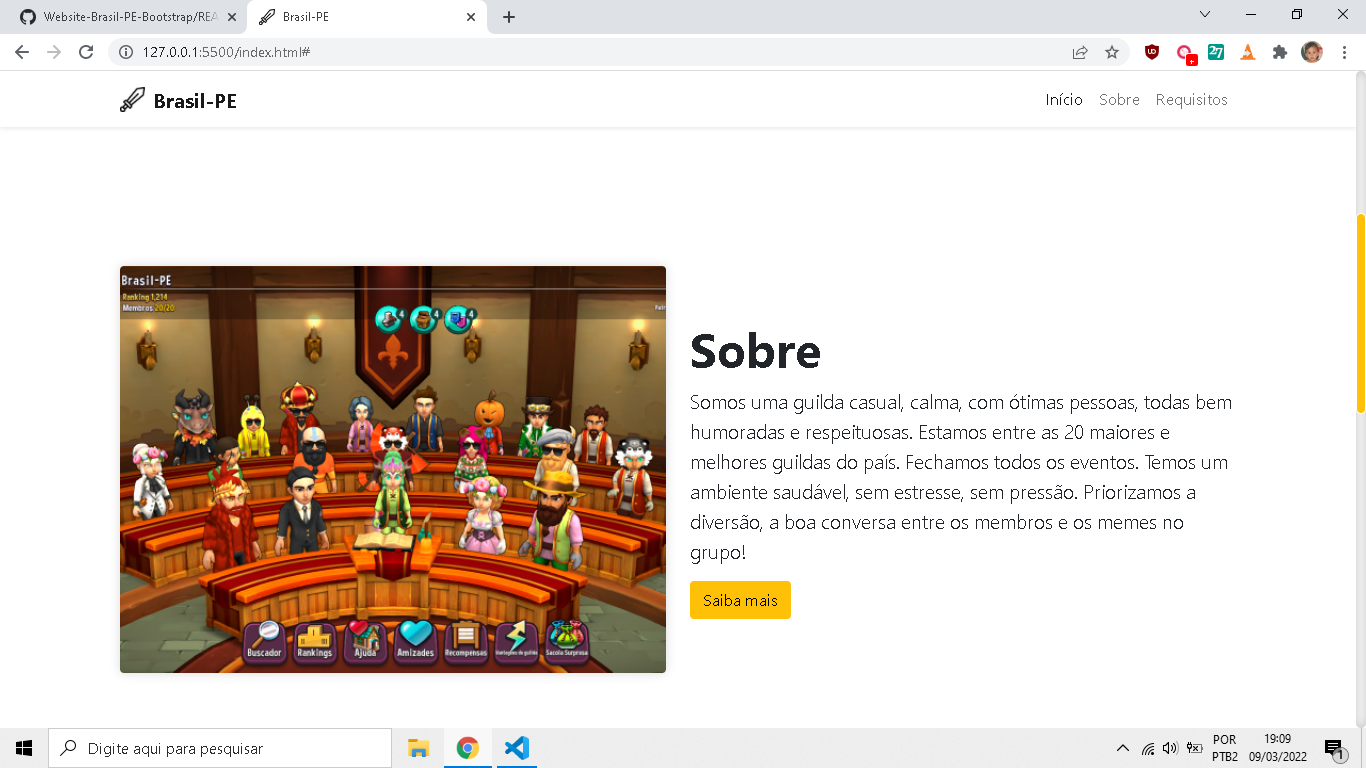 Website-Brasil-PE-Bootstrap/REA
Brasil-PE
127.0.0.1:5500/index.html#
27
Brasil-PE
Início
Sobre
Requisitos
Brasil-PE
Ranking 1,214
Membros 20/20
4
4
4
Buscador
Rankings
Ajuda
Amizades
Recompensas
Sacola Surpresa
Sobre
Somos uma guilda casual, calma, com ótimas pessoas, todas bem
humoradas e respeituosas. Estamos entre as 20 maiores e
melhores guildas do país. Fechamos todos os eventos. Temos um
ambiente saudável, sem estresse, sem pressão. Priorizamos a
diversão, a boa conversa entre os membros e os memes no
grupo!
Saiba mais
Digite aqui para pesquisar
POR
PTB2
19:09
09/03/2022
1